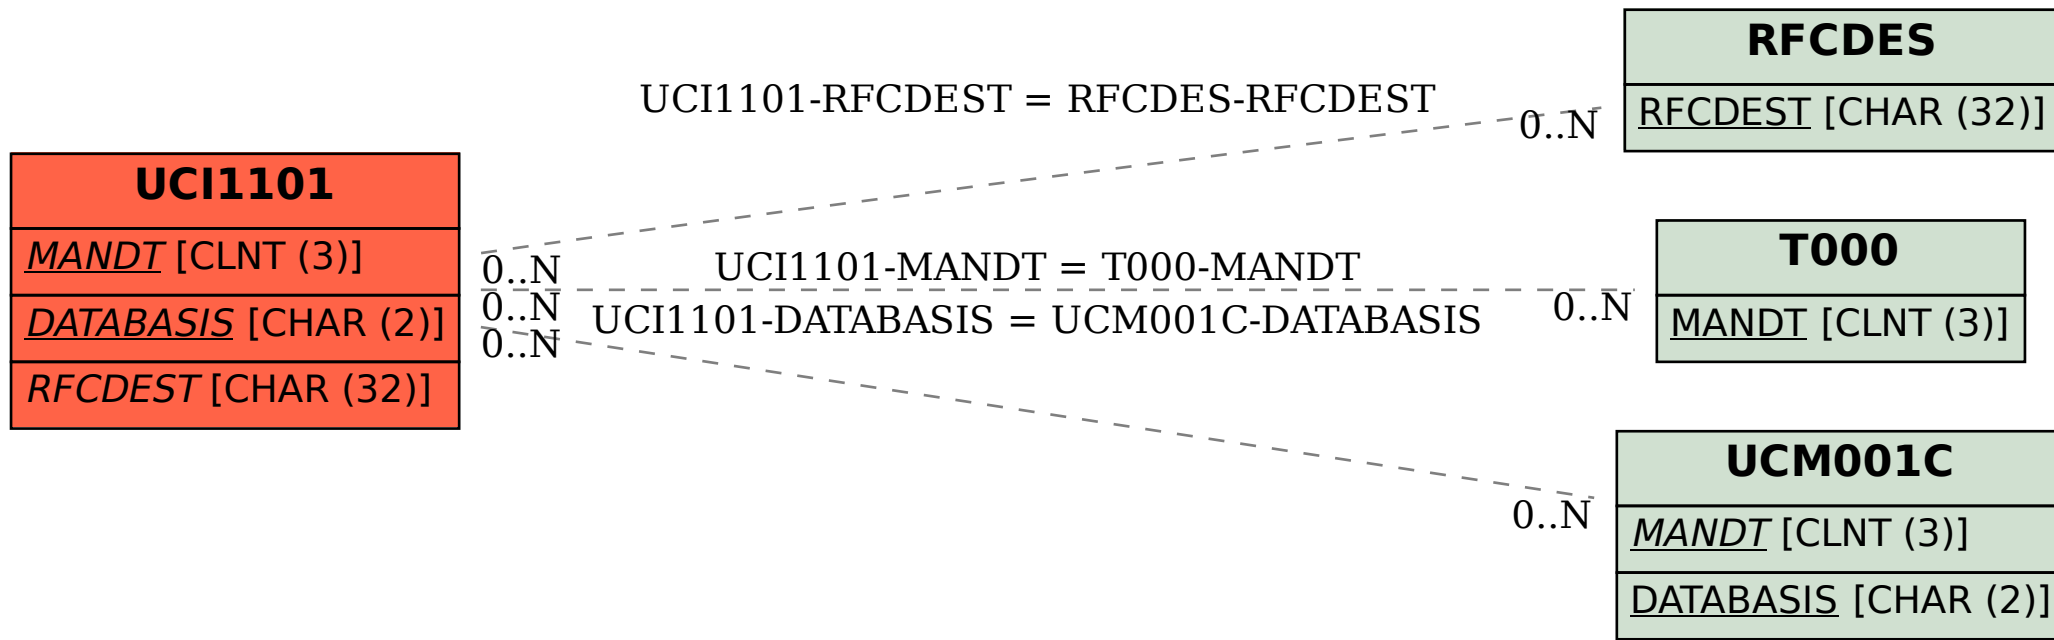 UCI1101
MANDT [CLNT (3)]
DATABASIS [CHAR (2)]
RFCDEST [CHAR (32)]
UCI1101-RFCDEST = RFCDES-RFCDEST
0..N
0..N
UCI1101-MANDT = T000-MANDT
0..N
0..N
UCI1101-DATABASIS = UCM001C-DATABASIS
0..N
0..N
RFCDES
RFCDEST [CHAR (32)]
T000
MANDT [CLNT (3)]
UCM001C
MANDT [CLNT (3)]
DATABASIS [CHAR (2)]